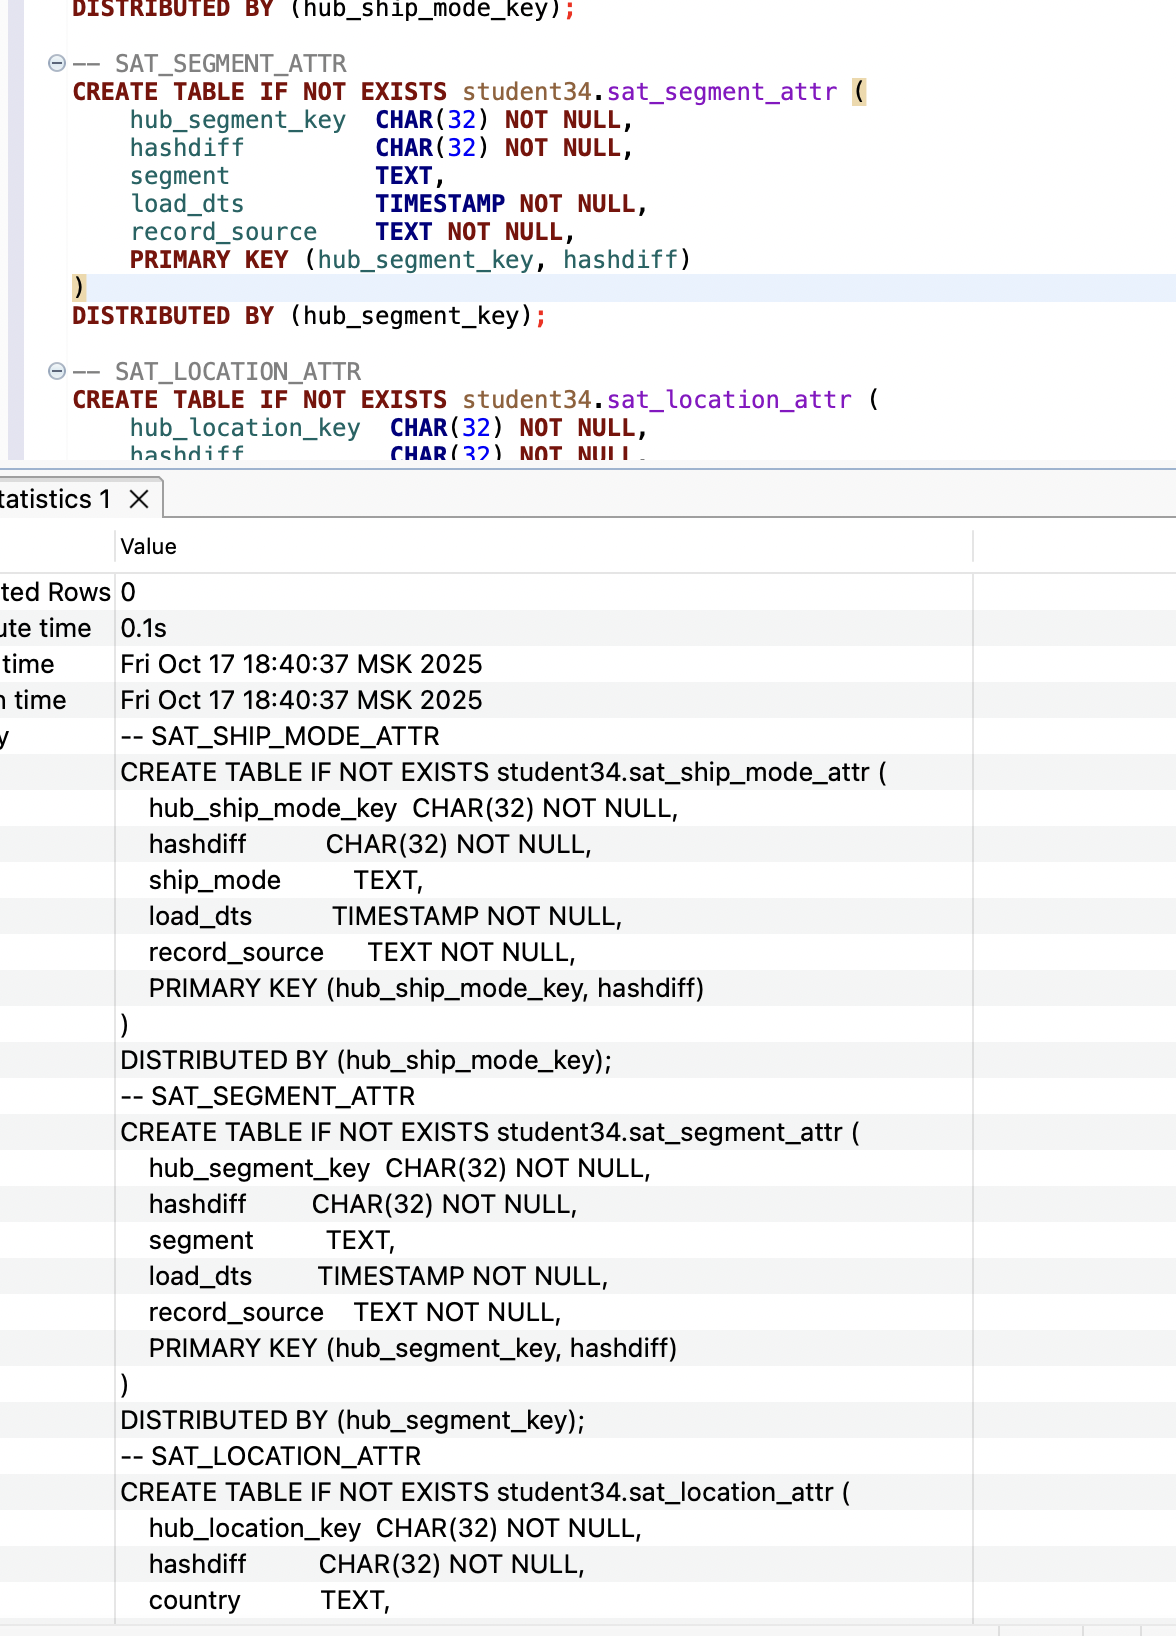 DISTRIBUTED BY (hub_ship_mode_key);
-- SAT_SEGMENT_ATTR
CREATE TABLE IF NOT EXISTS student34.sat_segment_attr (
hub_segment_key CHAR(32) NOT NULL,
hashdiff CHAR(32) NOT NULL,
segment TEXT,
load_dts TIMESTAMP NOT NULL,
record_source TEXT NOT NULL,
PRIMARY KEY (hub_segment_key, hashdiff)
)
DISTRIBUTED BY (hub_segment_key);
-- SAT_LOCATION_ATTR
CREATE TABLE IF NOT EXISTS student34.sat_location_attr (
hub_location_key CHAR(32) NOT NULL,
hashdiff CHAR(32) NOT NULL,
tatistics 1
Value
ted Rows 0
ute time 0.1s
time Fri Oct 17 18:40:37 MSK 2025
n time Fri Oct 17 18:40:37 MSK 2025
y -- SAT_SHIP_MODE_ATTR
CREATE TABLE IF NOT EXISTS student34.sat_ship_mode_attr (
hub_ship_mode_key CHAR(32) NOT NULL,
hashdiff CHAR(32) NOT NULL,
ship_mode TEXT,
load_dts TIMESTAMP NOT NULL,
record_source TEXT NOT NULL,
PRIMARY KEY (hub_ship_mode_key, hashdiff)
)
DISTRIBUTED BY (hub_ship_mode_key);
-- SAT_SEGMENT_ATTR
CREATE TABLE IF NOT EXISTS student34.sat_segment_attr (
hub_segment_key CHAR(32) NOT NULL,
hashdiff CHAR(32) NOT NULL,
segment TEXT,
load_dts TIMESTAMP NOT NULL,
record_source TEXT NOT NULL,
PRIMARY KEY (hub_segment_key, hashdiff)
)
DISTRIBUTED BY (hub_segment_key);
-- SAT_LOCATION_ATTR
CREATE TABLE IF NOT EXISTS student34.sat_location_attr (
hub_location_key CHAR(32) NOT NULL,
hashdiff CHAR(32) NOT NULL,
country TEXT,